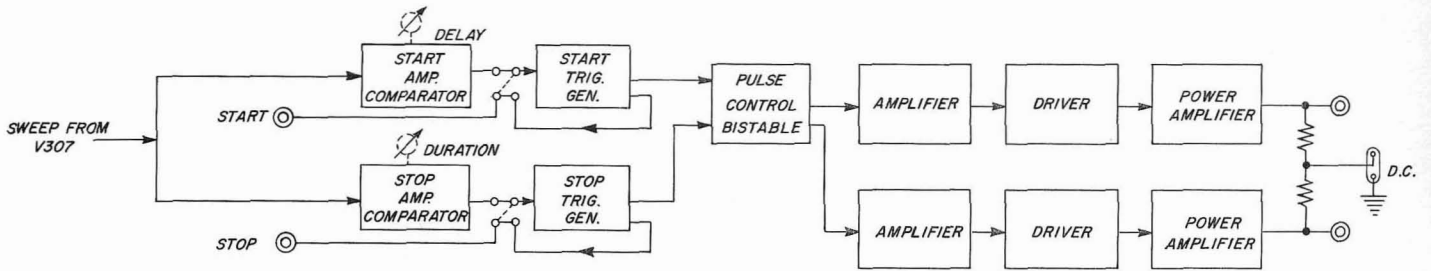 DELAY
START
AMP.
COMPARATOR
START
TRIG.
GEN.
START
SWEEP FROM
V307
DURATION
STOP
AMP.
COMPARATOR
STOP
TRIG.
GEN.
STOP
PULSE
CONTROL
BISTABLE
AMPLIFIER
DRIVER
POWER
AMPLIFIER
D.C.
AMPLIFIER
DRIVER
POWER
AMPLIFIER